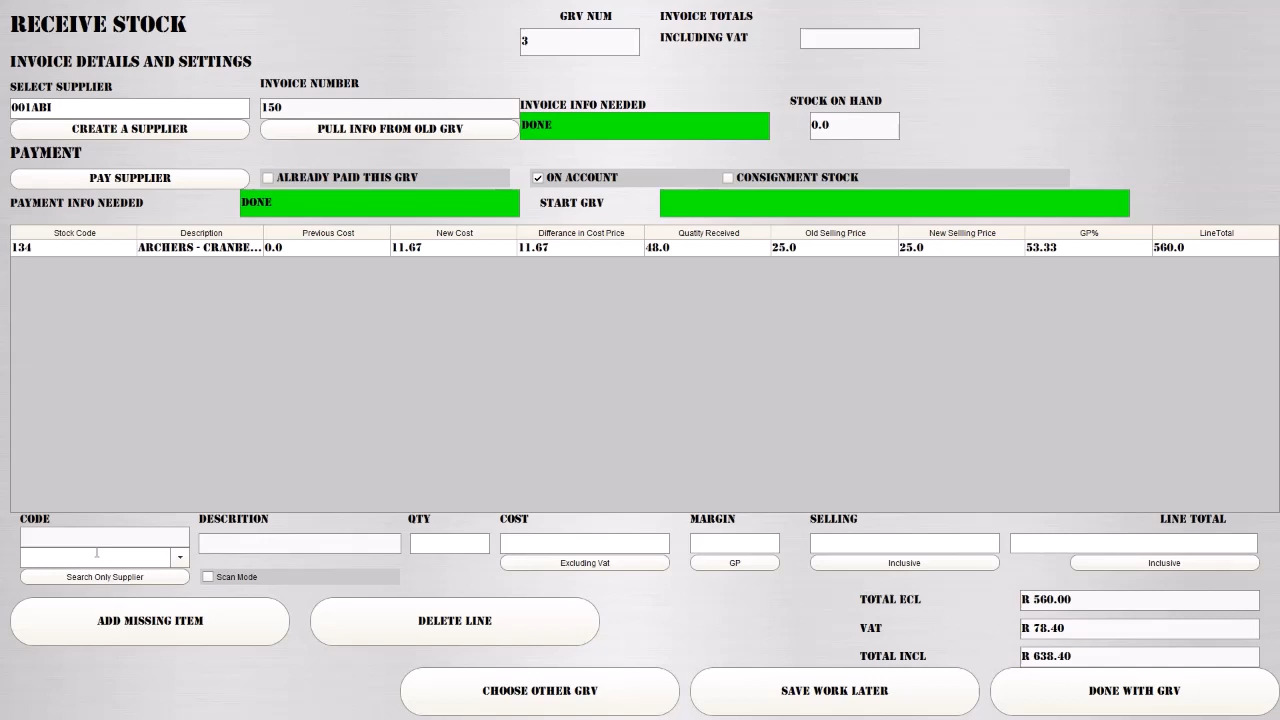 RECEIVE STOCK
GRV NUM
INVOICE TOTALS
3
INCLUDING VAT
INVOICE DETAILS AND SETTINGS
SELECT SUPPLIER
INVOICE NUMBER
001ABI
150
INVOICE INFO NEEDED
STOCK ON HAND
CREATE A SUPPLIER
PULL INFO FROM OLD GRV
DONE
0.0
PAYMENT
PAY SUPPLIER
ALREADY PAID THIS GRV
ON ACCOUNT
CONSIGNMENT STOCK
PAYMENT INFO NEEDED
DONE
START GRV
Stock Code Description Previous Cost New Cost Differance in Cost Price Quatity Received Old Selling Price New Sellling Price GP% LineTotal
134 ARCHERS - CRANBE... 0.0 11.67 11.67 48.0 25.0 25.0 53.33 560.0
CODE DESCRITION QTY COST MARGIN SELLING LINE TOTAL
Excluding Vat GP Inclusive Inclusive
Search Only Supplier
Scan Mode
ADD MISSING ITEM
DELETE LINE
TOTAL ECL R 560.00
VAT R 78.40
TOTAL INCL R 638.40
CHOOSE OTHER GRV
SAVE WORK LATER
DONE WITH GRV